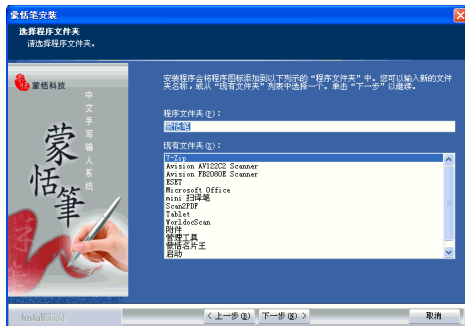 蒙恬笔安装
选择程序文件夹
请选择程序文件夹。
蒙恬科技
中文手写输入系统
蒙恬筆
安装程序会将程序图标添加到以下列示的“程序文件夹”中。您可以输入新的文件
夹名称，或从“现有文件夹”列表中选择一个。单击“下一步”以继续。
程序文件夹(P):
蒙恬笔
现有文件夹(X):
7-Zip
Avision AV122C2 Scanner
Avision FB2080E Scanner
ESET
Microsoft Office
mini 扫译笔
Scan2PDF
Tablet
WorldocScan
附件
管理工具
蒙恬名片王
启动
InstallShield
< 上一步(B)
下一步(N) >
取消